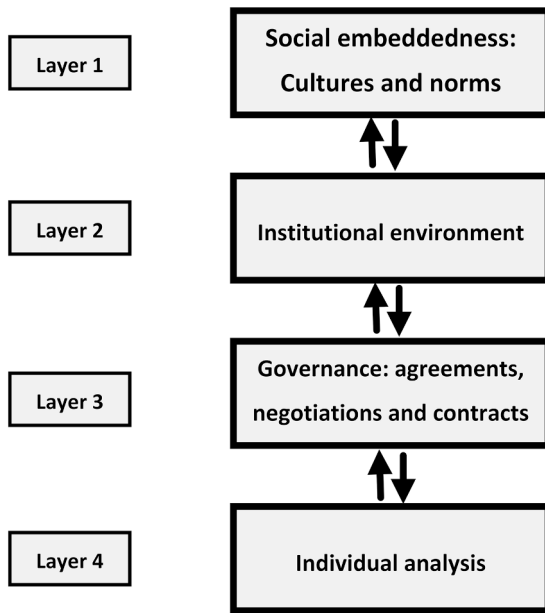 Layer 1
Social embeddedness:
Cultures and norms
Layer 2
Institutional environment
Layer 3
Governance: agreements,
negotiations and contracts
Layer 4
Individual analysis